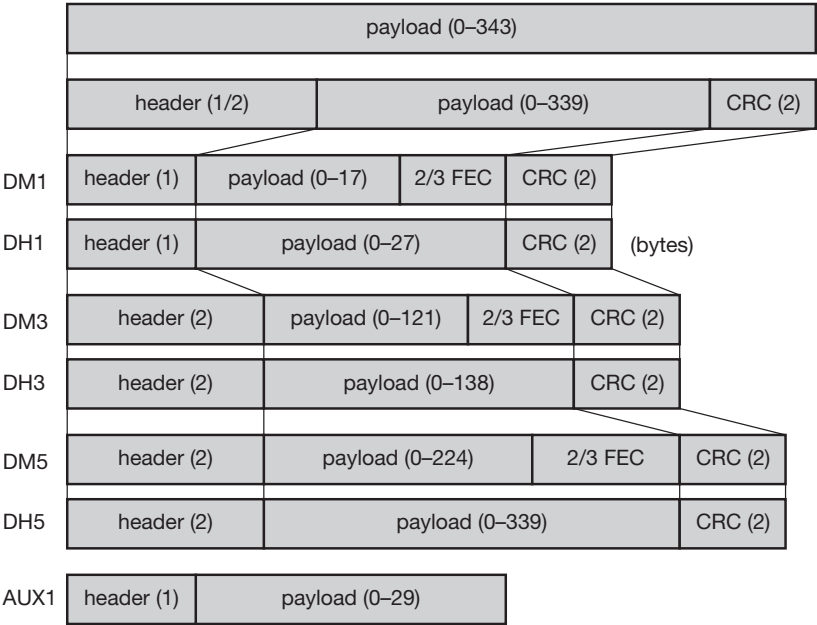 payload (0–343)
header (1/2) payload (0–339) CRC (2)
DM1 header (1) payload (0–17) 2/3 FEC CRC (2)
DH1 header (1) payload (0–27) CRC (2) (bytes)
DM3 header (2) payload (0–121) 2/3 FEC CRC (2)
DH3 header (2) payload (0–138) CRC (2)
DM5 header (2) payload (0–224) 2/3 FEC CRC (2)
DH5 header (2) payload (0–339) CRC (2)
AUX1 header (1) payload (0–29)